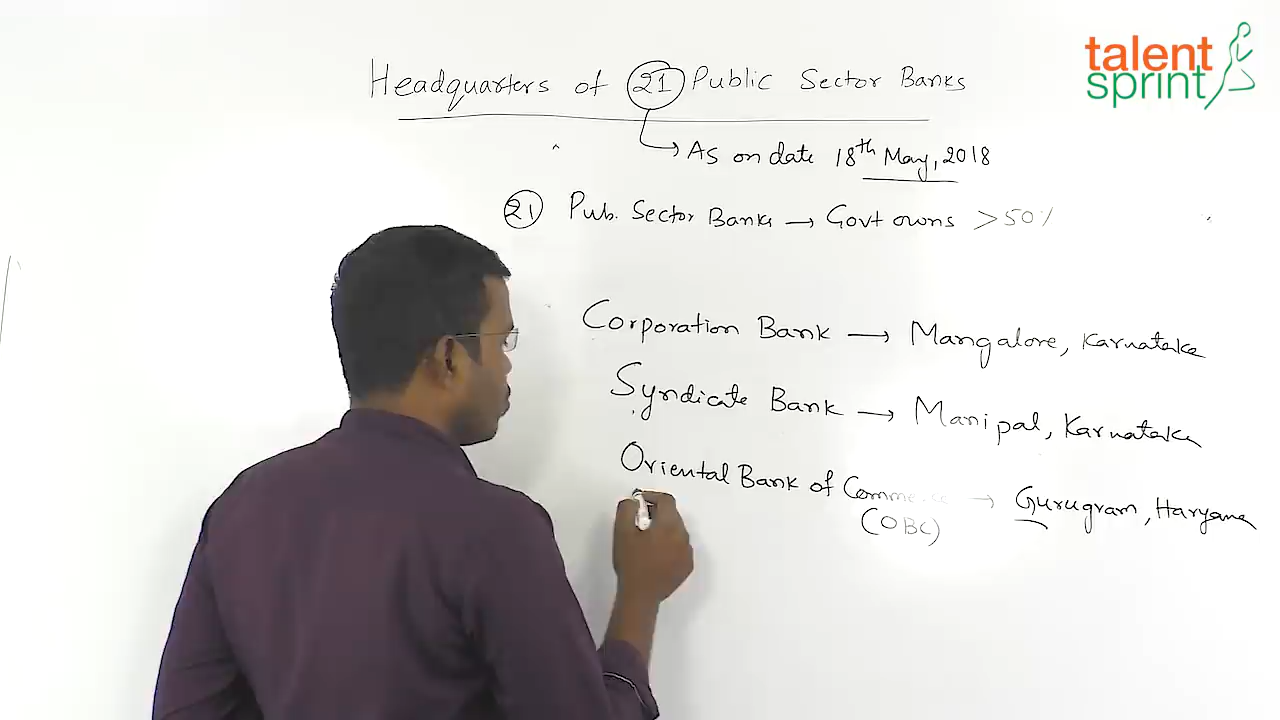 talent
sprint
Headquarters of 21 Public Sector Banks
As on date 18th May, 2018
21 Pub. Sector Banks → Govt owns >50%
Corporation Bank → Mangalore, Karnataka
Syndicate Bank → Manipal, Karnataka
Oriental Bank of Commerce → Gurugram, Haryana
(OBC)